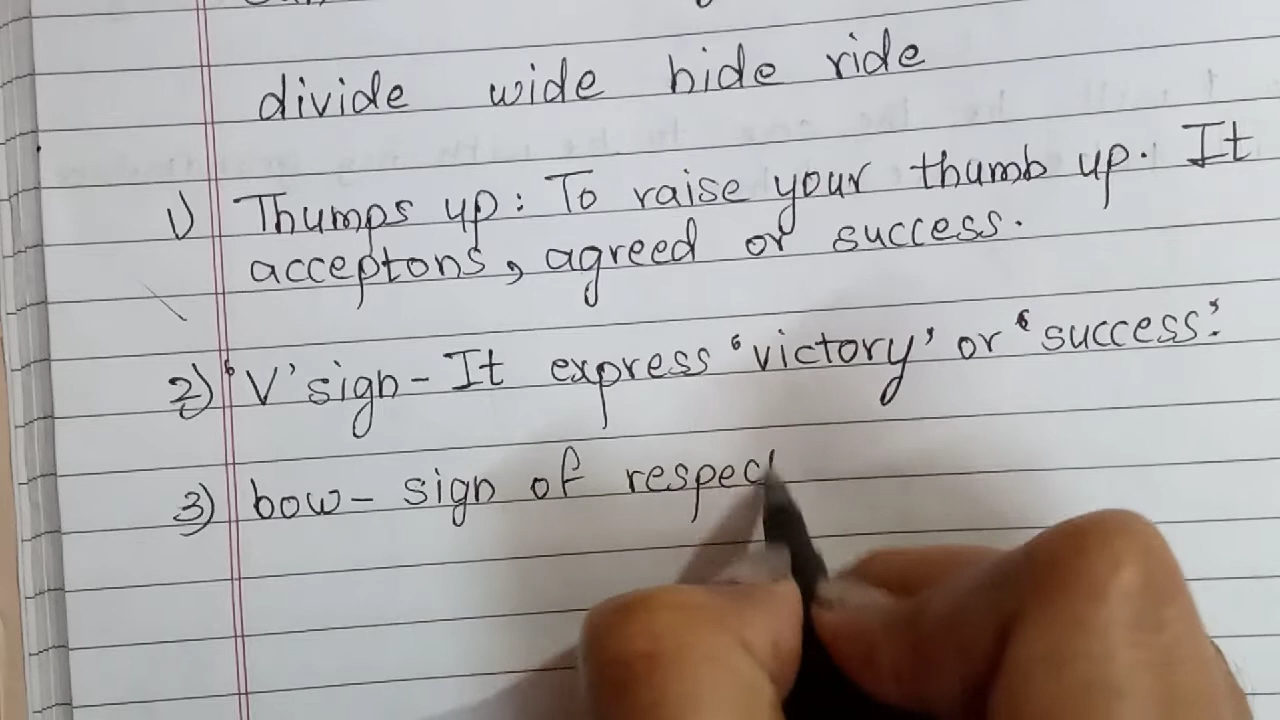 divide wide hide ride
1) Thumps up: To raise your thumb up. It
acceptons, agreed or success.
2) 'V' sign - It express 'victory' or 'success'.
3) bow - sign of respect